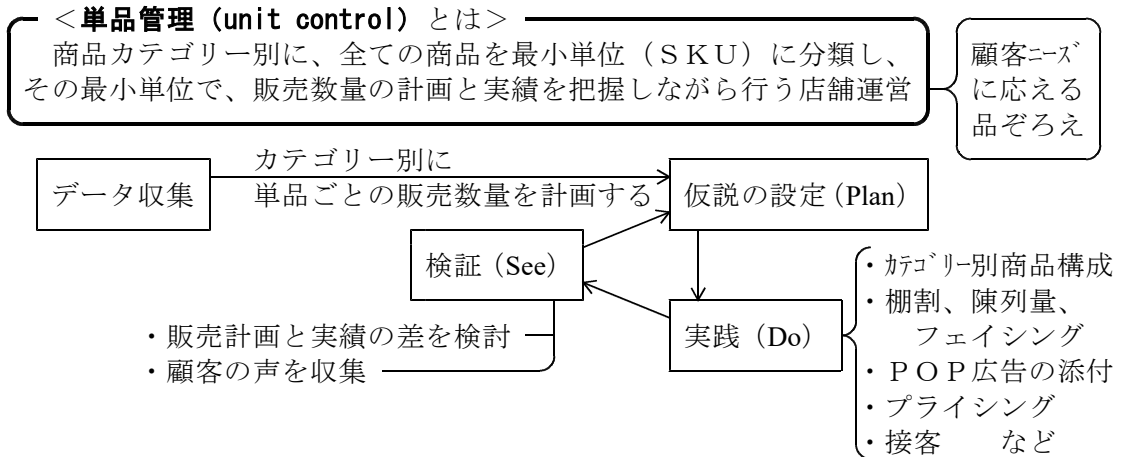 ＜単品管理（unit control）とは＞
商品カテゴリー別に、全ての商品を最小単位（ＳＫＵ）に分類し、
その最小単位で、販売数量の計画と実績を把握しながら行う店舗運営
顧客ﾆｰｽﾞ
に応える
品ぞろえ
データ収集
カテゴリー別に
単品ごとの販売数量を計画する
仮説の設定（Plan）
検証（See）
・販売計画と実績の差を検討
・顧客の声を収集
実践（Do）
・ｶﾃｺﾞﾘｰ別商品構成
・棚割、陳列量、
フェイシング
・ＰＯＰ広告の添付
・プライシング
・接客　　など